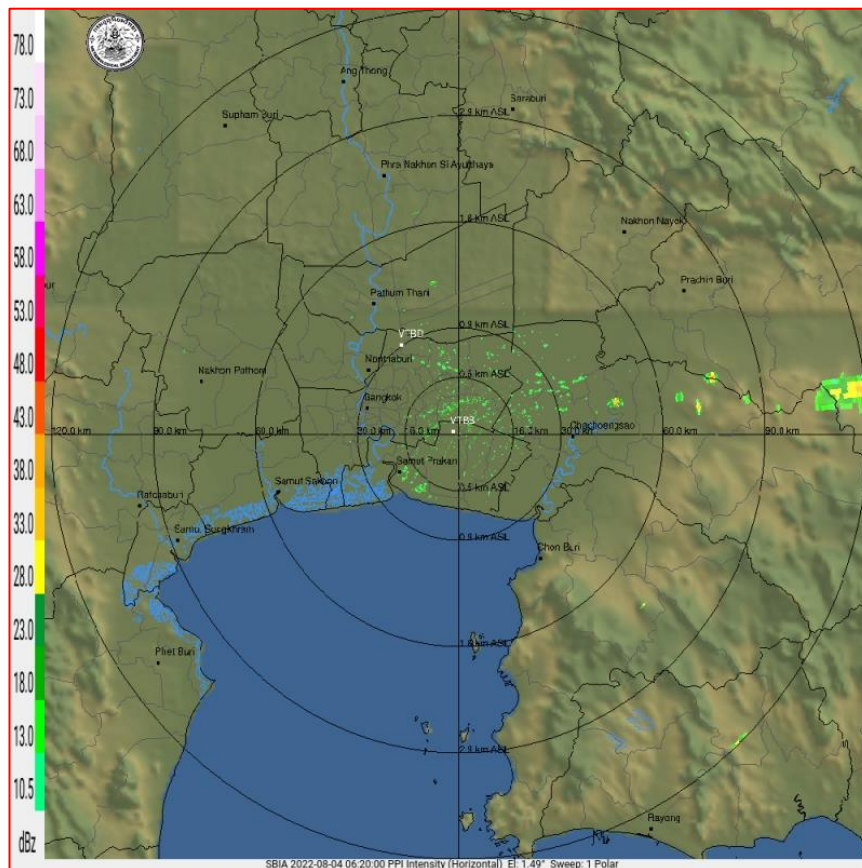 78.0
73.0
68.0
63.0
58.0
53.0
48.0
43.0
38.0
33.0
28.0
23.0
18.0
13.0
10.5
dBz
Ang Thong
Saraburi
2.9 km ASL
Suphan Buri
Phra Nakhon Si Ayutthaya
1.8 km ASL
Nakhon Nayok
Prachin Buri
Pathum Thani
0.9 km ASL
VTBD
Nonthaburi
Nakhon Pathom
0.5 km ASL
Bangkok
VTBS
Chachoengsao
120.0 km
90.0 km
60.0 km
30.0 km
16.2 km
16.2 km
30.0 km
60.0 km
90.0 km
Samut Prakan
Samut Sakhon
0.5 km ASL
Ratchaburi
Samut Songkhram
0.9 km ASL
Chon Buri
1.8 km ASL
Phet Buri
2.9 km ASL
Rayong
SBIA 2022-08-04 06:20:00 PPI Intensity (Horizontal) El: 1.49° Sweep: 1 Polar